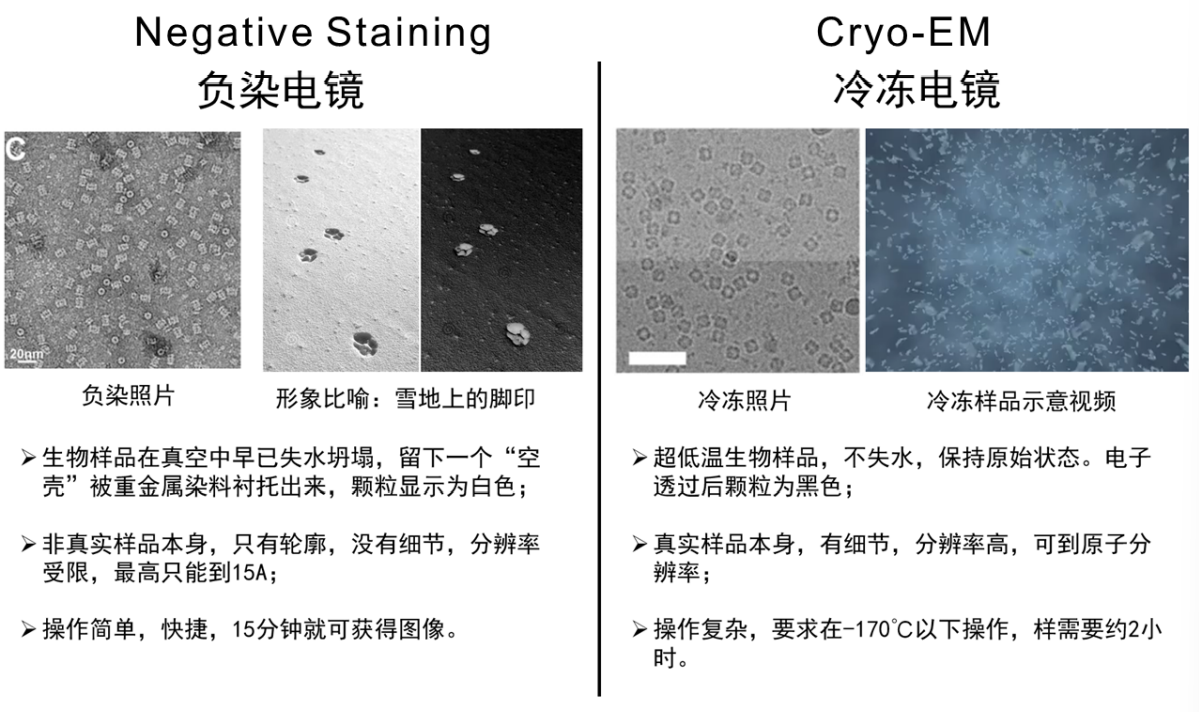 Negative Staining
负染电镜
C
20nm
负染照片
形象比喻：雪地上的脚印
➢生物样品在真空中早已失水坍塌，留下一个“空
壳”被重金属染料衬托出来，颗粒显示为白色；
➢非真实样品本身，只有轮廓，没有细节，分辨率
受限，最高只能到15A；
➢操作简单，快捷，15分钟就可获得图像。
Cryo-EM
冷冻电镜
冷冻照片
冷冻样品示意视频
➢超低温生物样品，不失水，保持原始状态。电子
透过后颗粒为黑色；
➢真实样品本身，有细节，分辨率高，可到原子分
辨率；
➢操作复杂，要求在-170℃以下操作，样需要约2小
时。